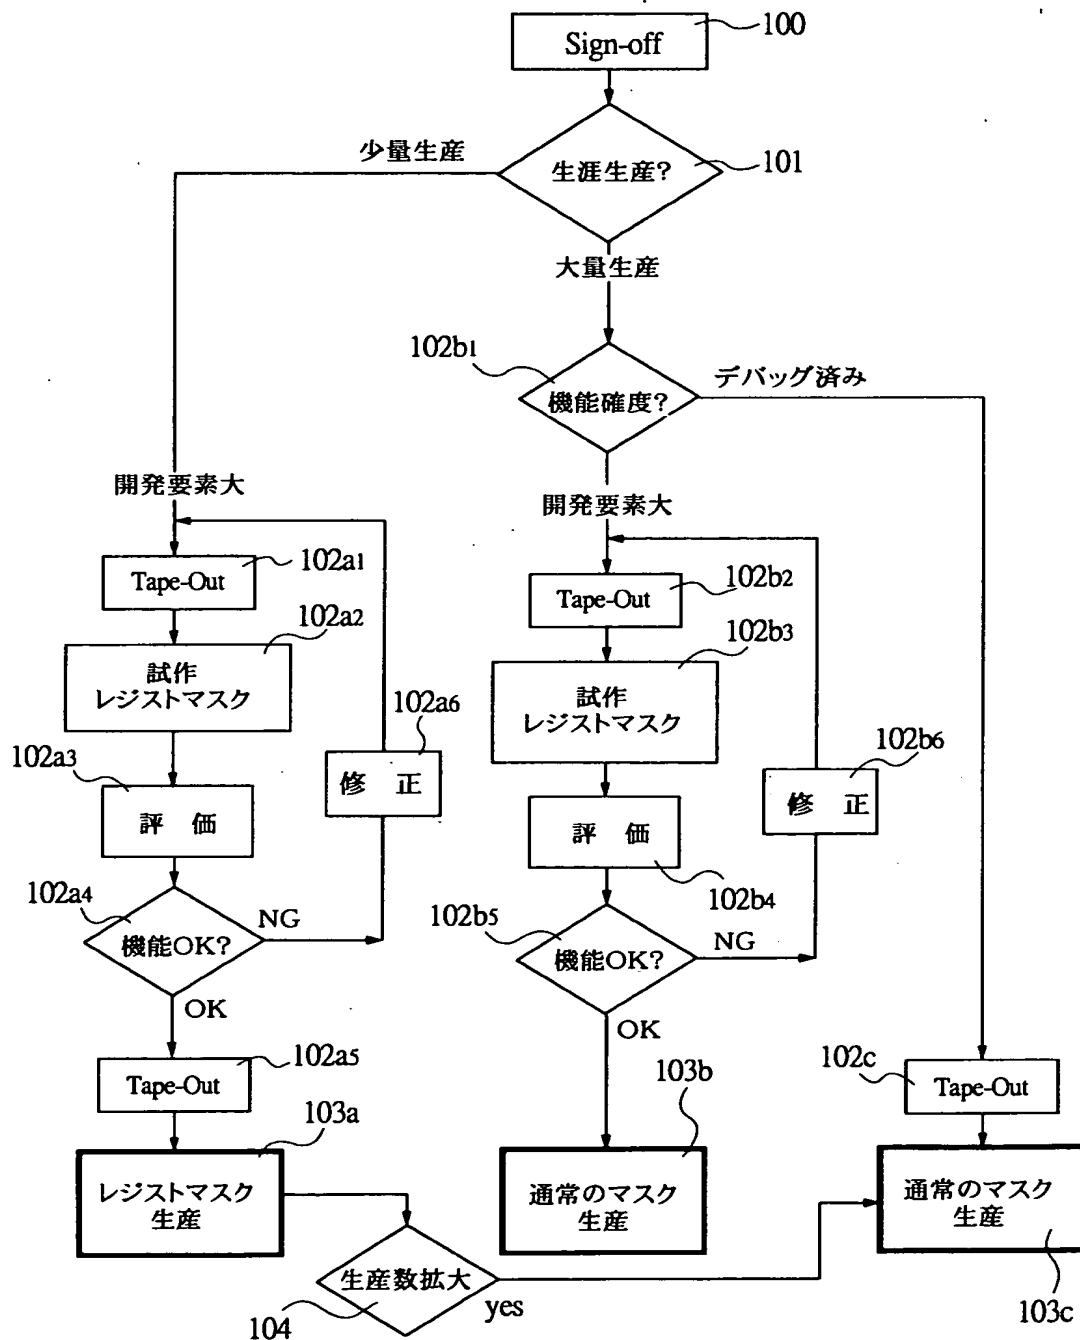 100
Sign-off
101
少量生産
生涯生産?
大量生産
102b1
デバッグ済み
機能確度?
開発要素大
開発要素大
102a1
Tape-Out
102b2
Tape-Out
102a2
102b3
試作
レジストマスク
試作
レジストマスク
102a6
102a3
102b6
修 正
修 正
評 価
評 価
102a4
NG
102b4
102b5
機能OK?
NG
機能OK?
OK
OK
102a5
Tape-Out
103b
102c
Tape-Out
103a
レジストマスク
生産
通常のマスク
生産
通常のマスク
生産
生産数拡大
yes
104
103c